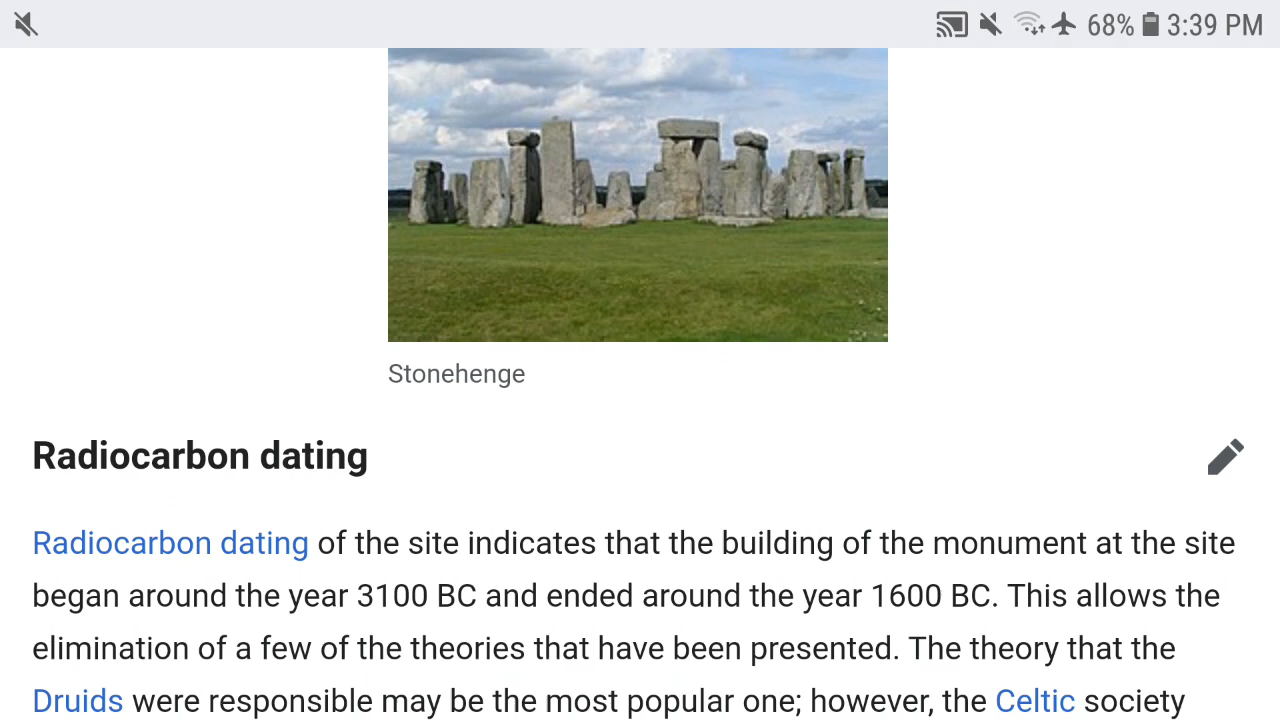 68% 3:39 PM
Stonehenge
Radiocarbon dating
Radiocarbon dating of the site indicates that the building of the monument at the site
began around the year 3100 BC and ended around the year 1600 BC. This allows the
elimination of a few of the theories that have been presented. The theory that the
Druids were responsible may be the most popular one; however, the Celtic society